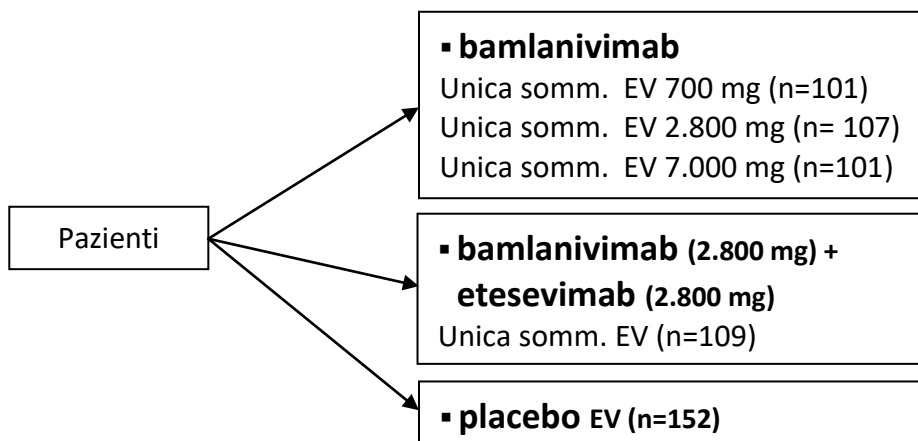 ▪ bamlanivimab
Unica somm. EV 700 mg (n=101)
Unica somm. EV 2.800 mg (n= 107)
Unica somm. EV 7.000 mg (n=101)
Pazienti
▪ bamlanivimab (2.800 mg) +
etesevimab (2.800 mg)
Unica somm. EV (n=109)
▪ placebo EV (n=152)